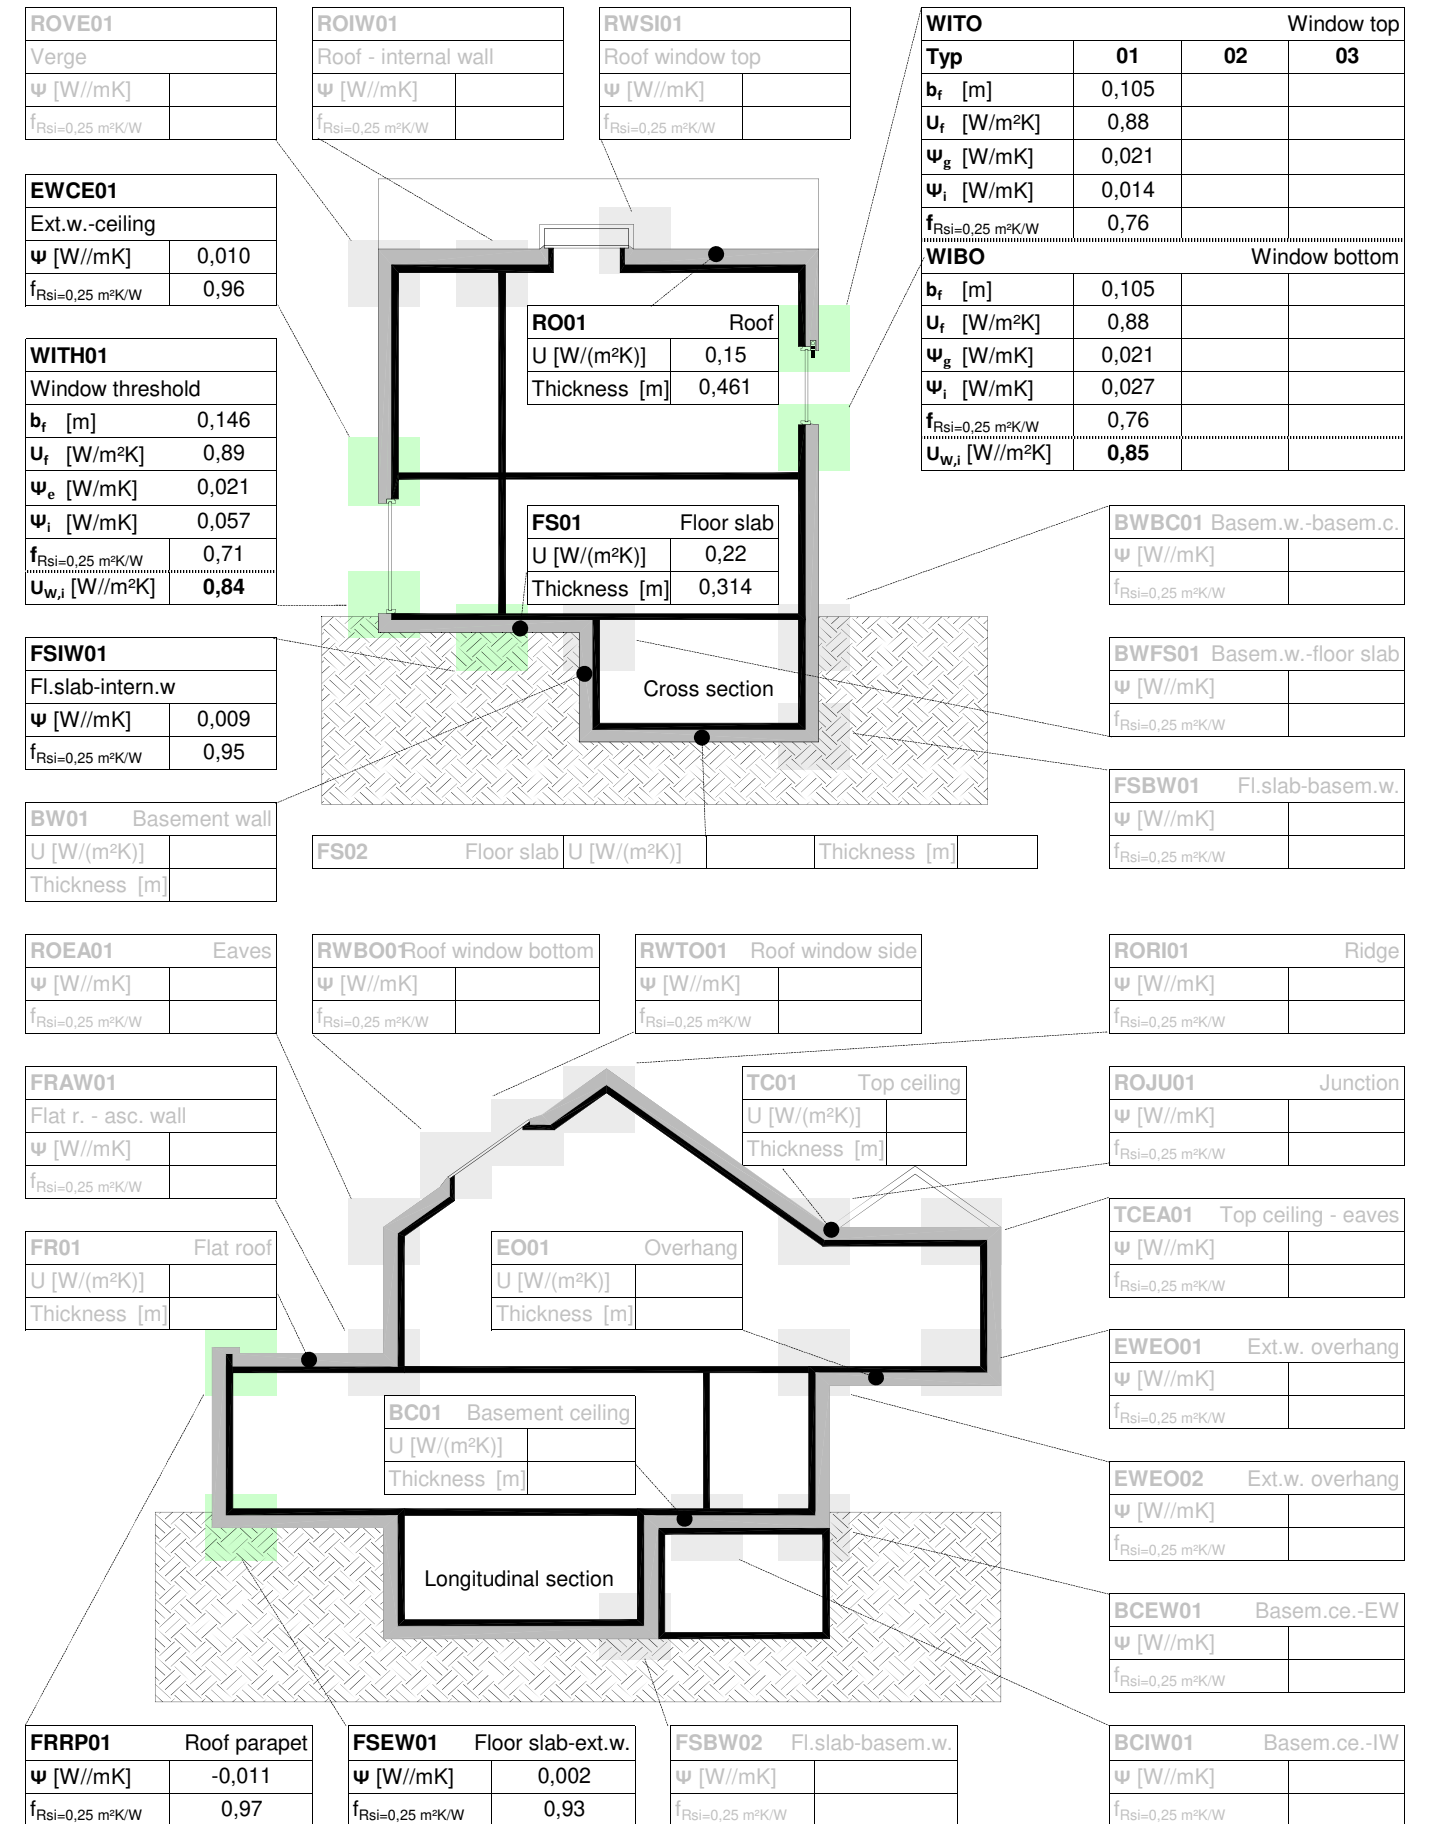 ROVE01
Verge
Ψ [W//mK]
fRsi=0,25 m²K/W
ROIW01
Roof - internal wall
Ψ [W//mK]
fRsi=0,25 m²K/W
RWSI01
Roof window top
Ψ [W//mK]
fRsi=0,25 m²K/W
WITO Window top
Typ 01 02 03
bf [m] 0,105
Uf [W/m²K] 0,88
Ψg [W/mK] 0,021
Ψi [W/mK] 0,014
fRsi=0,25 m²K/W 0,76
WIBO Window bottom
bf [m] 0,105
Uf [W/m²K] 0,88
Ψg [W/mK] 0,021
Ψi [W/mK] 0,027
fRsi=0,25 m²K/W 0,76
UW,i [W//m²K] 0,85
EWCE01
Ext.w.-ceiling
Ψ [W//mK] 0,010
fRsi=0,25 m²K/W 0,96
RO01 Roof
U [W/(m²K)] 0,15
Thickness [m] 0,461
WITH01
Window threshold
bf [m] 0,146
Uf [W/m²K] 0,89
Ψe [W/mK] 0,021
Ψi [W/mK] 0,057
fRsi=0,25 m²K/W 0,71
UW,i [W//m²K] 0,84
FS01 Floor slab
U [W/(m²K)] 0,22
Thickness [m] 0,314
BWBC01 Basem.w.-basem.c.
Ψ [W//mK]
fRsi=0,25 m²K/W
FSIW01
Fl.slab-intern.w
Ψ [W//mK] 0,009
fRsi=0,25 m²K/W 0,95
Cross section
BWFS01 Basem.w.-floor slab
Ψ [W//mK]
fRsi=0,25 m²K/W
FSBW01 Fl.slab-basem.w.
Ψ [W//mK]
fRsi=0,25 m²K/W
BW01 Basement wall
U [W/(m²K)]
Thickness [m]
FS02 Floor slab U [W/(m²K)] Thickness [m]
ROEA01 Eaves
Ψ [W//mK]
fRsi=0,25 m²K/W
RWBO01 Roof window bottom
Ψ [W//mK]
fRsi=0,25 m²K/W
RWTO01 Roof window side
Ψ [W//mK]
fRsi=0,25 m²K/W
RORI01 Ridge
Ψ [W//mK]
fRsi=0,25 m²K/W
FRAW01
Flat r. - asc. wall
Ψ [W//mK]
fRsi=0,25 m²K/W
TC01 Top ceiling
U [W/(m²K)]
Thickness [m]
ROJU01 Junction
Ψ [W//mK]
fRsi=0,25 m²K/W
TCEA01 Top ceiling - eaves
Ψ [W//mK]
fRsi=0,25 m²K/W
FR01 Flat roof
U [W/(m²K)]
Thickness [m]
EO01 Overhang
U [W/(m²K)]
Thickness [m]
EWEO01 Ext.w. overhang
Ψ [W//mK]
fRsi=0,25 m²K/W
BC01 Basement ceiling
U [W/(m²K)]
Thickness [m]
EWEO02 Ext.w. overhang
Ψ [W//mK]
fRsi=0,25 m²K/W
Longitudinal section
BCEW01 Basem.ce.-EW
Ψ [W//mK]
fRsi=0,25 m²K/W
FRRP01 Roof parapet
Ψ [W//mK] -0,011
fRsi=0,25 m²K/W 0,97
FSEW01 Floor slab-ext.w.
Ψ [W//mK] 0,002
fRsi=0,25 m²K/W 0,93
FSBW02 Fl.slab-basem.w.
Ψ [W//mK]
fRsi=0,25 m²K/W
BCIW01 Basem.ce.-IW
Ψ [W//mK]
fRsi=0,25 m²K/W